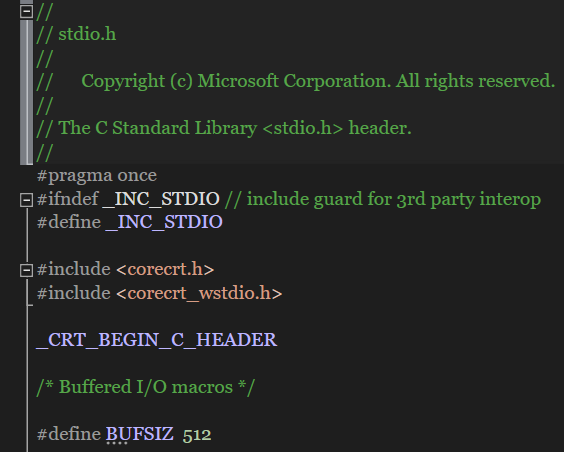 //
// stdio.h
//
//      Copyright (c) Microsoft Corporation. All rights reserved.
//
// The C Standard Library <stdio.h> header.
//
#pragma once
#ifndef _INC_STDIO // include guard for 3rd party interop
#define _INC_STDIO
#include <corecrt.h>
#include <corecrt_wstdio.h>
_CRT_BEGIN_C_HEADER
/* Buffered I/O macros */
#define BUFSIZ  512